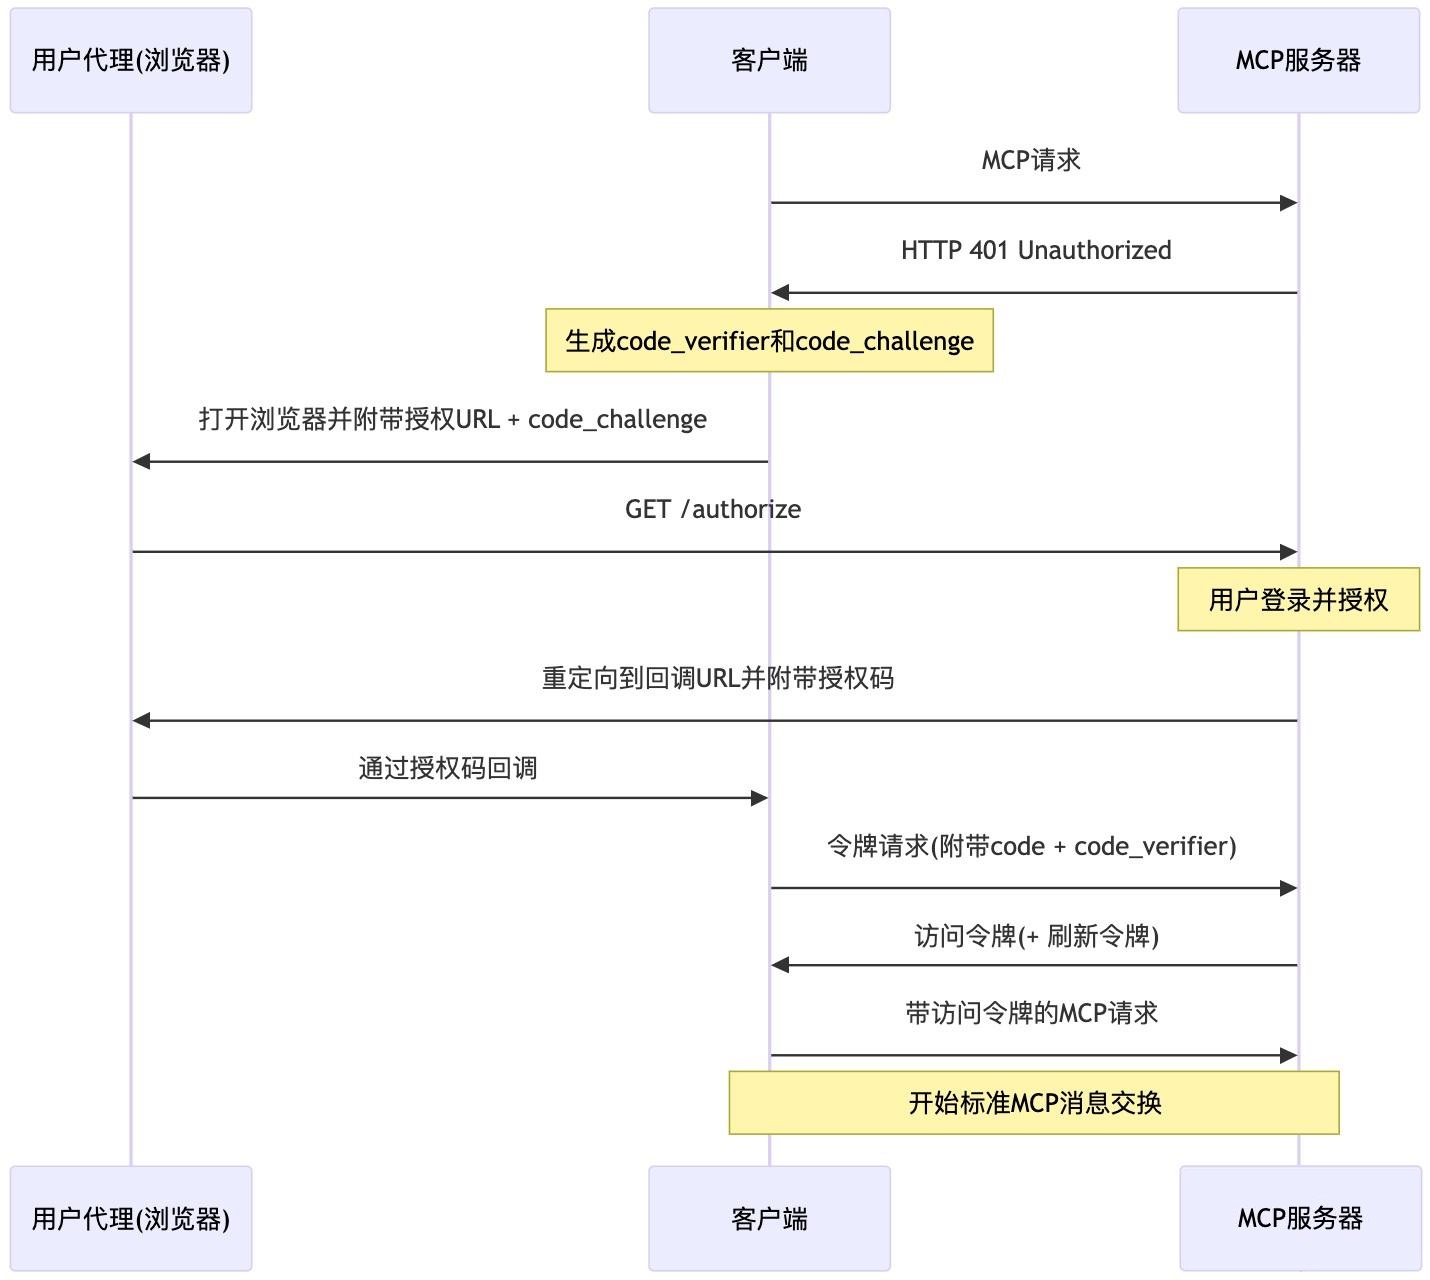 用户代理(浏览器)
客户端
MCP服务器
MCP请求
HTTP 401 Unauthorized
生成code_verifier和code_challenge
打开浏览器并附带授权URL + code_challenge
GET /authorize
用户登录并授权
重定向到回调URL并附带授权码
通过授权码回调
令牌请求(附带code + code_verifier)
访问令牌(+ 刷新令牌)
带访问令牌的MCP请求
开始标准MCP消息交换
用户代理(浏览器)
客户端
MCP服务器